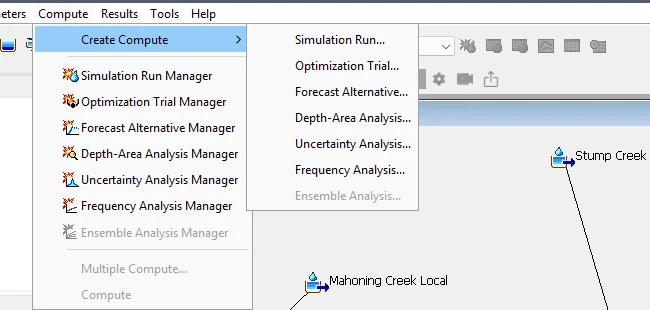 eters Compute Results Tools Help
Create Compute
Simulation Run Manager
Optimization Trial Manager
Forecast Alternative Manager
Depth-Area Analysis Manager
Uncertainty Analysis Manager
Frequency Analysis Manager
Ensemble Analysis Manager
Multiple Compute...
Compute
Simulation Run...
Optimization Trial...
Forecast Alternative...
Depth-Area Analysis...
Uncertainty Analysis...
Frequency Analysis...
Ensemble Analysis...
Stump Creek
Mahoning Creek Local